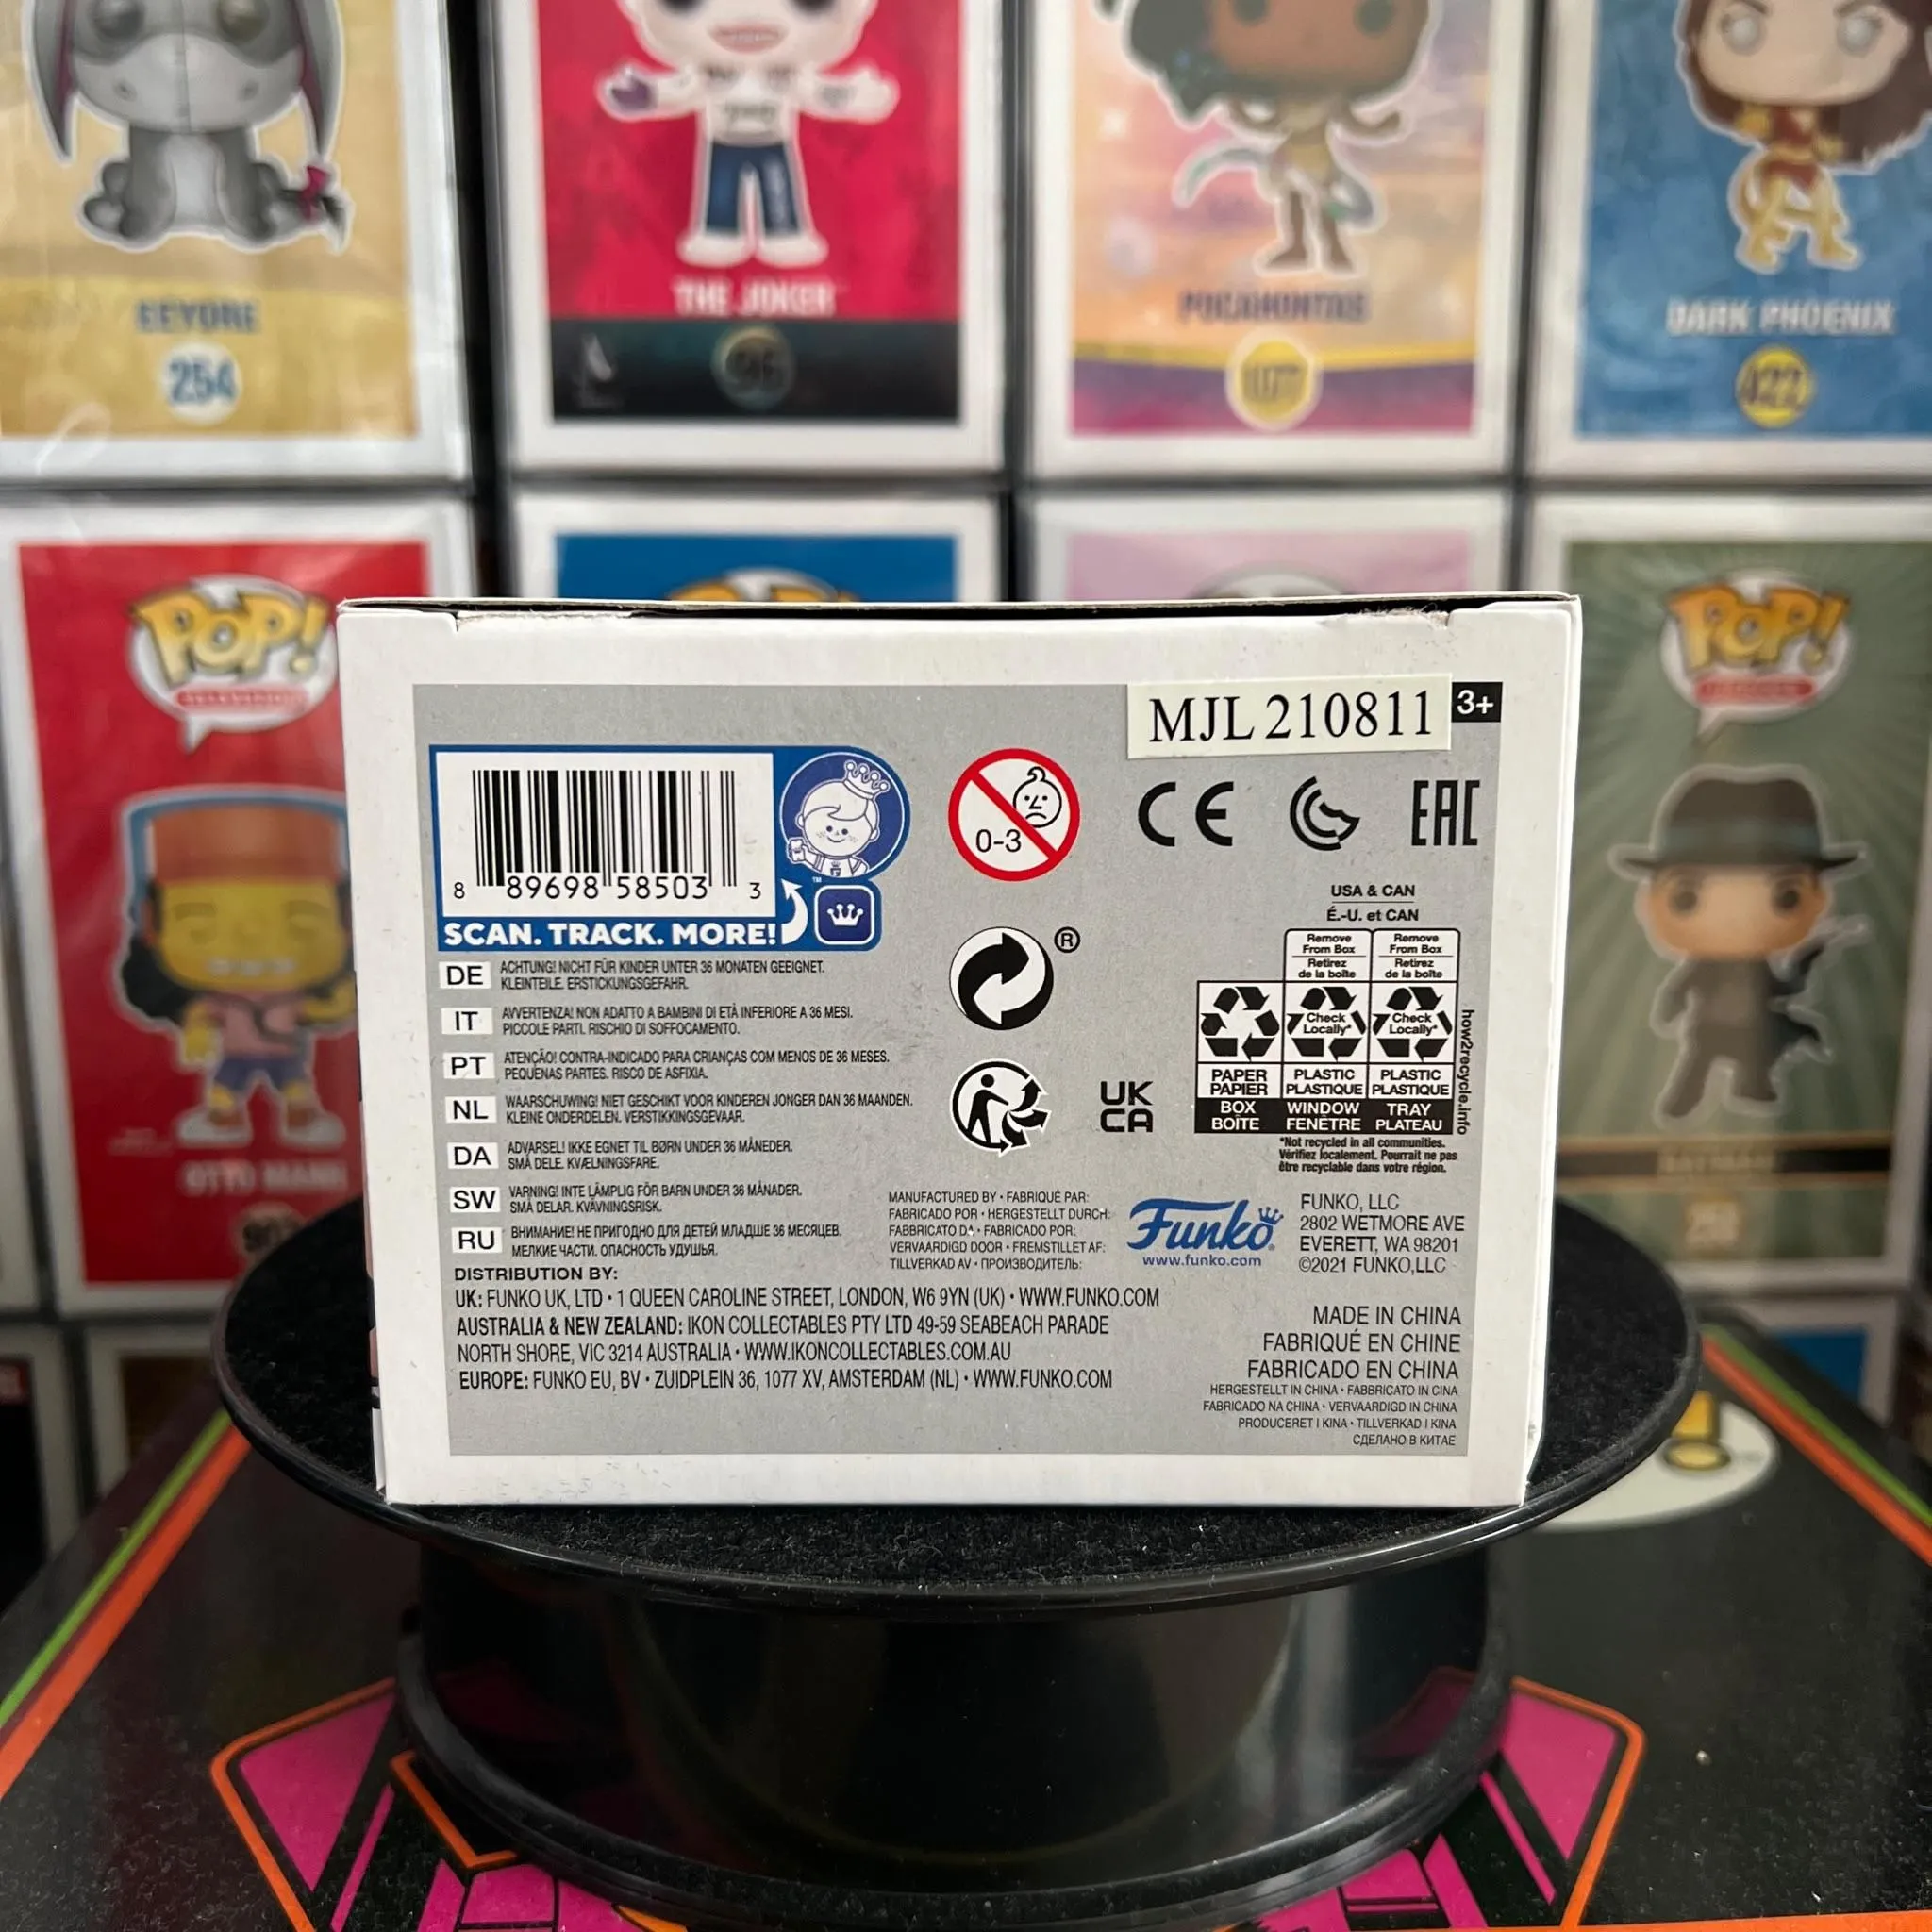 EEYORE
254
THE JOKER
96
POCAHONTAS
1077
DARK PHOENIX
422
POP!
POP!
OTTO MANN
MJL 210811
3+
8 89698 58503 3
SCAN. TRACK. MORE!
™
0-3
CE
EAC
®
UK
CA
USA & CAN
É.-U. et CAN
Remove From Box
Retirez de la boîte
Remove From Box
Retirez de la boîte
Check Locally*
Check Locally*
PAPER PAPIER
PLASTIC PLASTIQUE
PLASTIC PLASTIQUE
BOX BOÎTE
WINDOW FENÊTRE
TRAY PLATEAU
how2recycle.info
*Not recycled in all communities.
Vérifiez localement. Pourrait ne pas
être recyclable dans votre région.
DE ACHTUNG! NICHT FÜR KINDER UNTER 36 MONATEN GEEIGNET.
KLEINTEILE. ERSTICKUNGSGEFAHR.
IT AVVERTENZA! NON ADATTO A BAMBINI DI ETÀ INFERIORE A 36 MESI.
PICCOLE PARTI. RISCHIO DI SOFFOCAMENTO.
PT ATENÇÃO! CONTRA-INDICADO PARA CRIANÇAS COM MENOS DE 36 MESES.
PEQUENAS PARTES. RISCO DE ASFIXIA.
NL WAARSCHUWING! NIET GESCHIKT VOOR KINDEREN JONGER DAN 36 MAANDEN.
KLEINE ONDERDELEN. VERSTIKKINGSGEVAAR.
DA ADVARSEL! IKKE EGNET TIL BØRN UNDER 36 MÅNEDER.
SMÅ DELE. KVÆLNINGSFARE.
SW VARNING! INTE LÄMPLIG FÖR BARN UNDER 36 MÅNADER.
SMÅ DELAR. KVÄVNINGSRISK.
RU ВНИМАНИЕ! НЕ ПРИГОДНО ДЛЯ ДЕТЕЙ МЛАДШЕ 36 МЕСЯЦЕВ.
МЕЛКИЕ ЧАСТИ. ОПАСНОСТЬ УДУШЬЯ.
MANUFACTURED BY • FABRIQUÉ PAR:
FABRICADO POR • HERGESTELLT DURCH:
FABBRICATO DA • FABRICADO POR:
VERVAARDIGD DOOR • FREMSTILLET AF:
TILLVERKAD AV • ПРОИЗВОДИТЕЛЬ:
Funko®
www.funko.com
FUNKO, LLC
2802 WETMORE AVE
EVERETT, WA 98201
©2021 FUNKO,LLC
DISTRIBUTION BY:
UK: FUNKO UK, LTD • 1 QUEEN CAROLINE STREET, LONDON, W6 9YN (UK) • WWW.FUNKO.COM
AUSTRALIA & NEW ZEALAND: IKON COLLECTABLES PTY LTD 49-59 SEABEACH PARADE
NORTH SHORE, VIC 3214 AUSTRALIA • WWW.IKONCOLLECTABLES.COM.AU
EUROPE: FUNKO EU, BV • ZUIDPLEIN 36, 1077 XV, AMSTERDAM (NL) • WWW.FUNKO.COM
MADE IN CHINA
FABRIQUÉ EN CHINE
FABRICADO EN CHINA
HERGESTELLT IN CHINA • FABBRICATO IN CINA
FABRICADO NA CHINA • VERVAARDIGD IN CHINA
PRODUCERET I KINA • TILLVERKAD I KINA
СДЕЛАНО В КИТАЕ